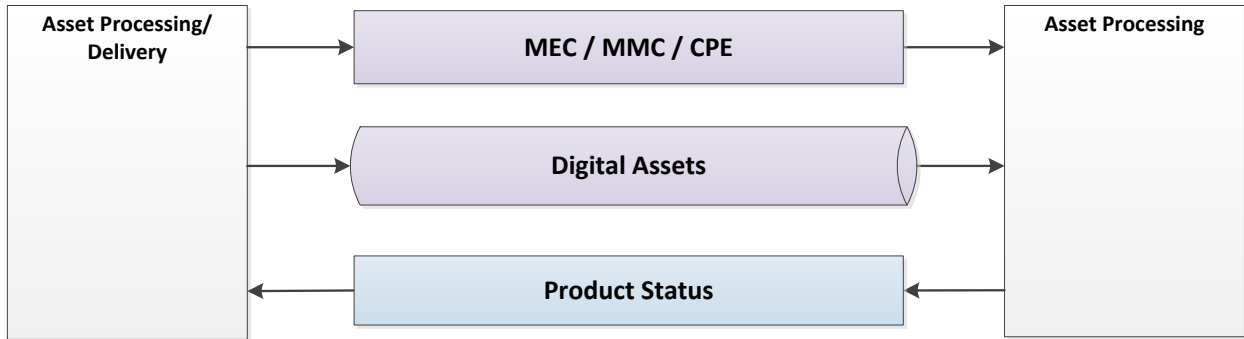 Asset Processing/
Delivery
MEC / MMC / CPE
Asset Processing
Digital Assets
Product Status